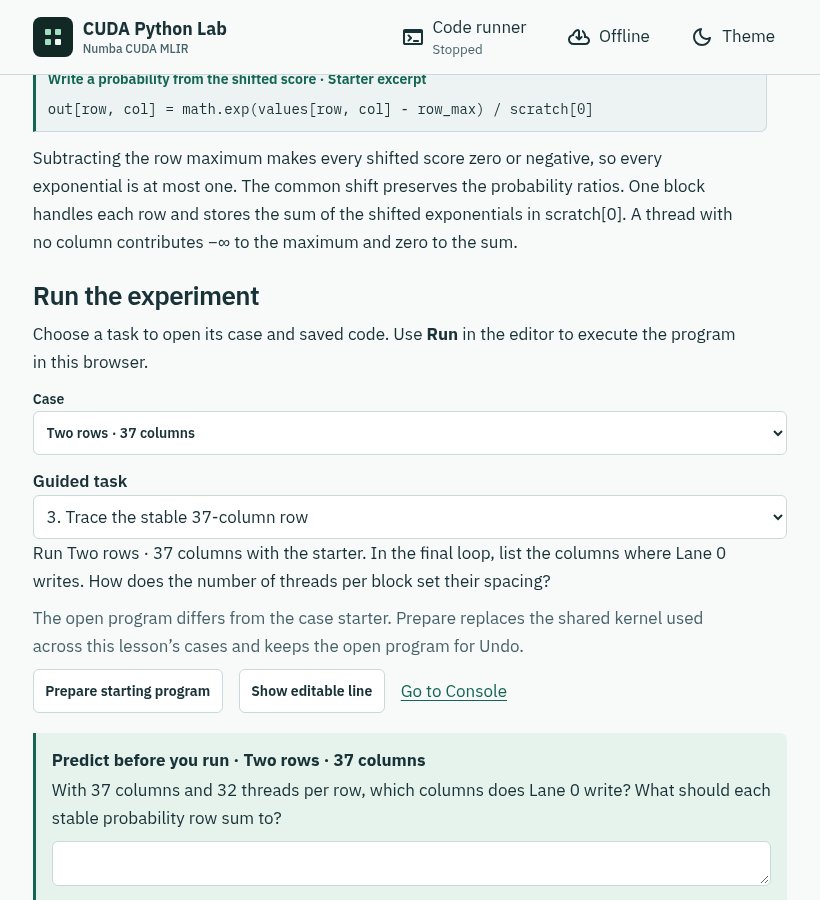 CUDA Python Lab
Numba CUDA MLIR
Code runner
Stopped
Offline
Theme
Write a probability from the shifted score · Starter excerpt
out[row, col] = math.exp(values[row, col] - row_max) / scratch[0]
Subtracting the row maximum makes every shifted score zero or negative, so every
exponential is at most one. The common shift preserves the probability ratios. One block
handles each row and stores the sum of the shifted exponentials in scratch[0]. A thread with
no column contributes −∞ to the maximum and zero to the sum.
Run the experiment
Choose a task to open its case and saved code. Use Run in the editor to execute the program
in this browser.
Case
Two rows · 37 columns
Guided task
3. Trace the stable 37-column row
Run Two rows · 37 columns with the starter. In the final loop, list the columns where Lane 0
writes. How does the number of threads per block set their spacing?
The open program differs from the case starter. Prepare replaces the shared kernel used
across this lesson’s cases and keeps the open program for Undo.
Prepare starting program
Show editable line
Go to Console
Predict before you run · Two rows · 37 columns
With 37 columns and 32 threads per row, which columns does Lane 0 write? What should each
stable probability row sum to?